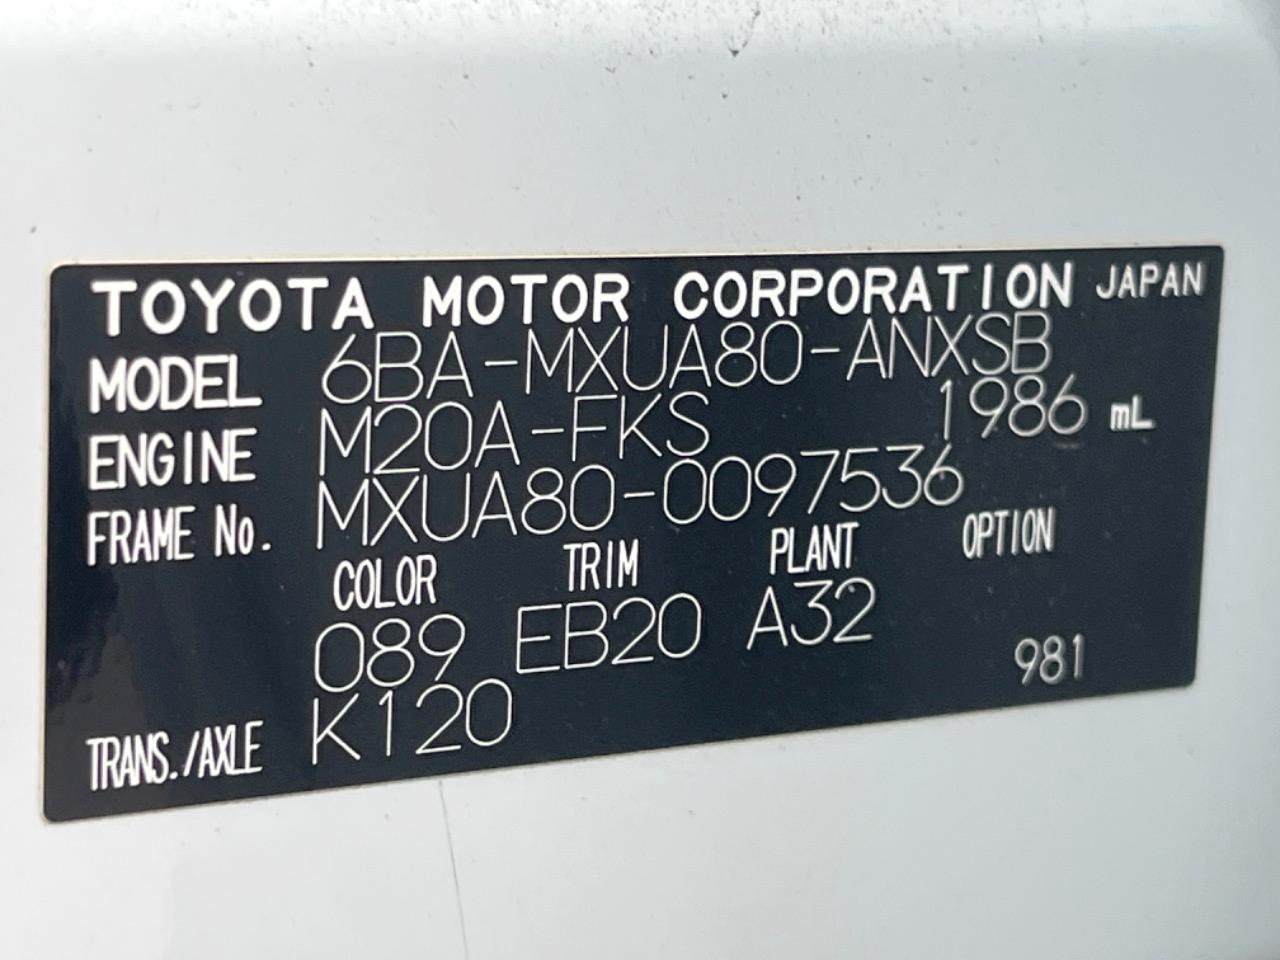 TOYOTA MOTOR CORPORATION JAPAN
MODEL 6BA-MXUA80-ANXSB
ENGINE M20A-FKS 1986 mL
FRAME No. MXUA80-0097536
COLOR TRIM PLANT OPTION
089 EB20 A32
981
TRANS./AXLE K120